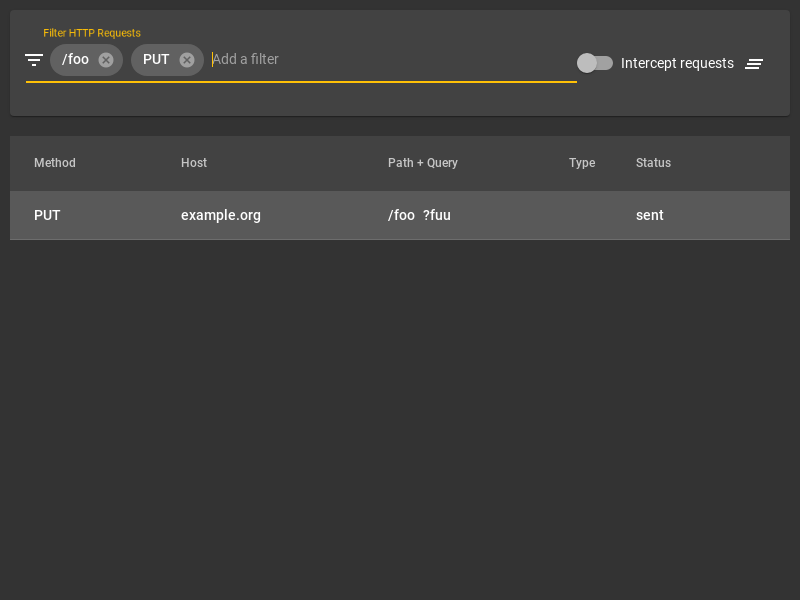 Filter HTTP Requests
/foo PUT Add a filter
Intercept requests
Method Host Path + Query Type Status
PUT example.org /foo ?fuu sent